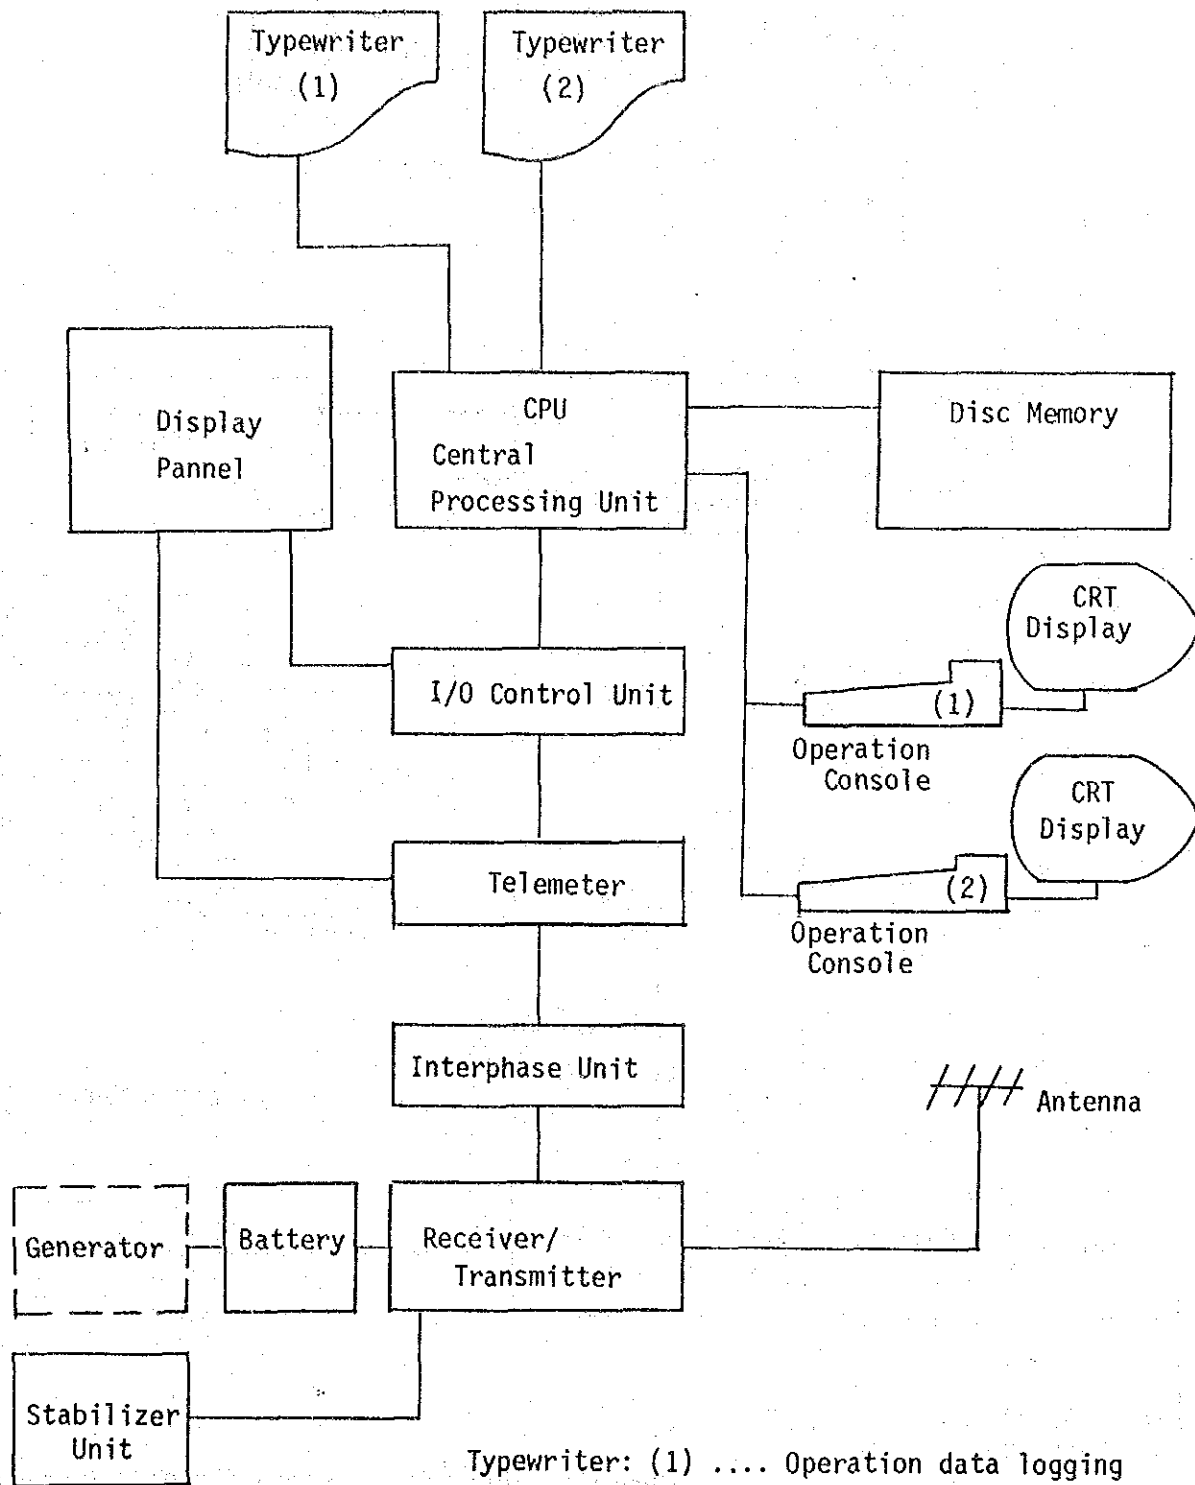 Typewriter
(1)
Typewriter
(2)
Display
Pannel
CPU
Central
Processing Unit
Disc Memory
CRT
Display
I/O Control Unit
(1)
Operation
Console
CRT
Display
Telemeter
(2)
Operation
Console
Interphase Unit
Antenna
Generator
Battery
Receiver/
Transmitter
Stabilizer
Unit
Typewriter: (1) .... Operation data logging